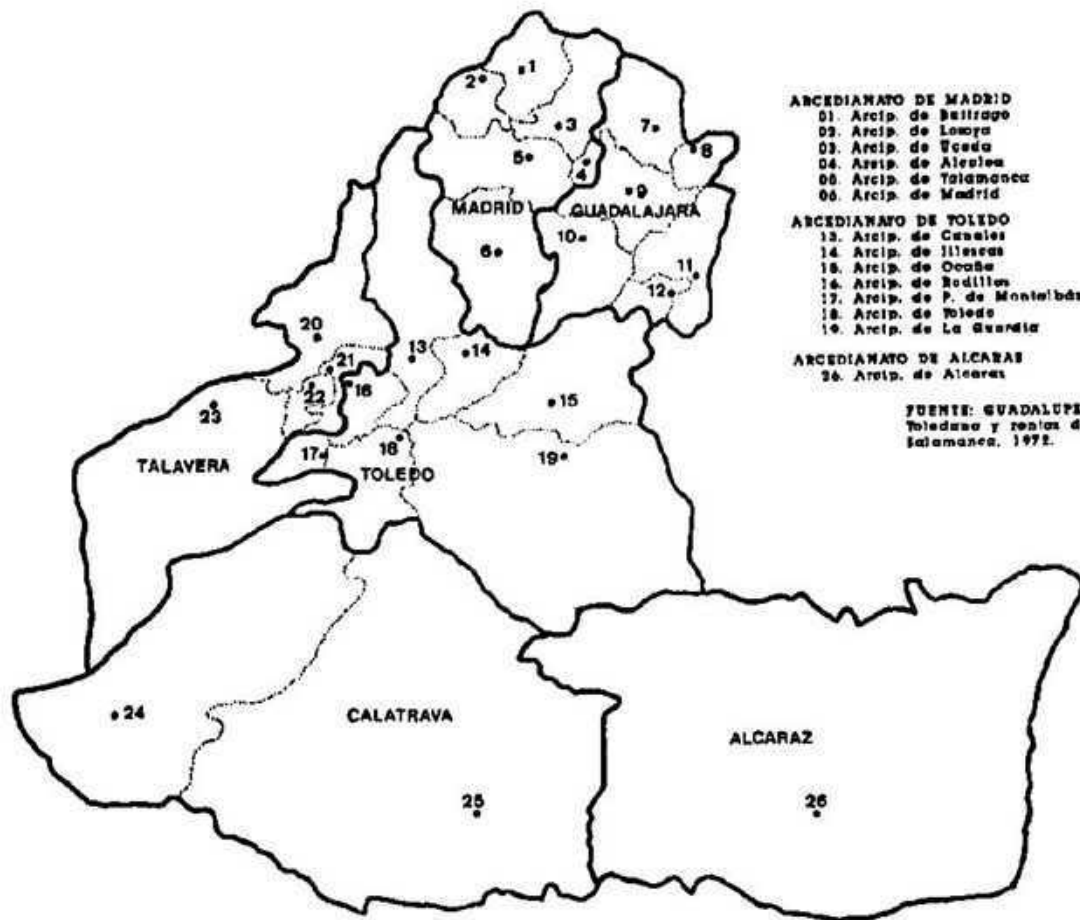 1
2
3
7
8
5
4
9
MADRID
GUADALAJARA
10
6
11
12
20
13
14
21
22
16
23
15
18
17
19
TALAVERA
TOLEDO
24
CALATRAVA
ALCARAZ
25
26
ARCEDIANATO DE MADRID
01. Arcip. de Buitrago
02. Arcip. de Lozoya
03. Arcip. de Uceda
04. Arcip. de Alcolea
05. Arcip. de Talamanca
06. Arcip. de Madrid
ARCEDIANATO DE TOLEDO
13. Arcip. de Canales
14. Arcip. de Illescas
15. Arcip. de Ocaña
16. Arcip. de Rodillas
17. Arcip. de P. de Montalbán
18. Arcip. de Toledo
19. Arcip. de La Guardia
ARCEDIANATO DE ALCARAZ
26. Arcip. de Alcaraz
FUENTE: GUADALUPE
Toledana y rentas d
Salamanca, 1972.